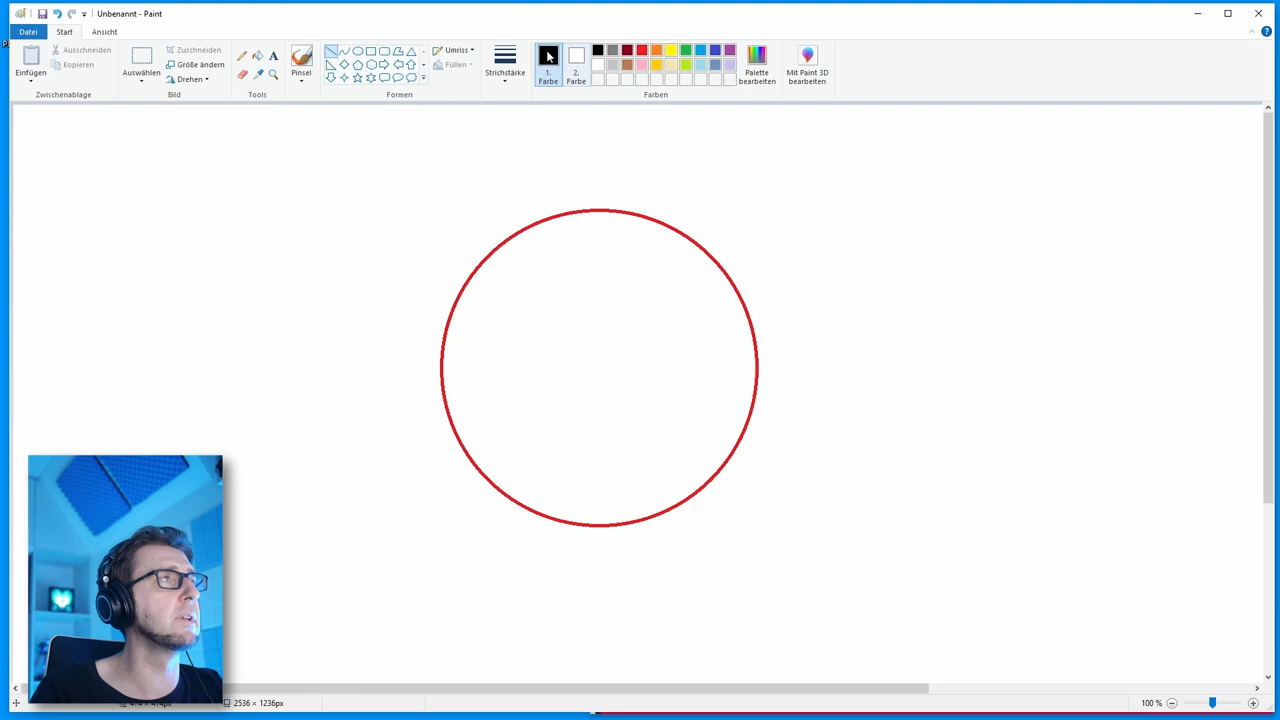 Unbenannt - Paint
Datei Start Ansicht
Einfügen
Ausschneiden
Kopieren
Zwischenablage
Auswählen
Zuschneiden
Größe ändern
Drehen
Bild
A
Tools
Pinsel
Umriss
Füllen
Formen
Strichstärke
1. Farbe
2. Farbe
Farben
Palette bearbeiten
Mit Paint 3D bearbeiten
2536 × 1236px
100 %